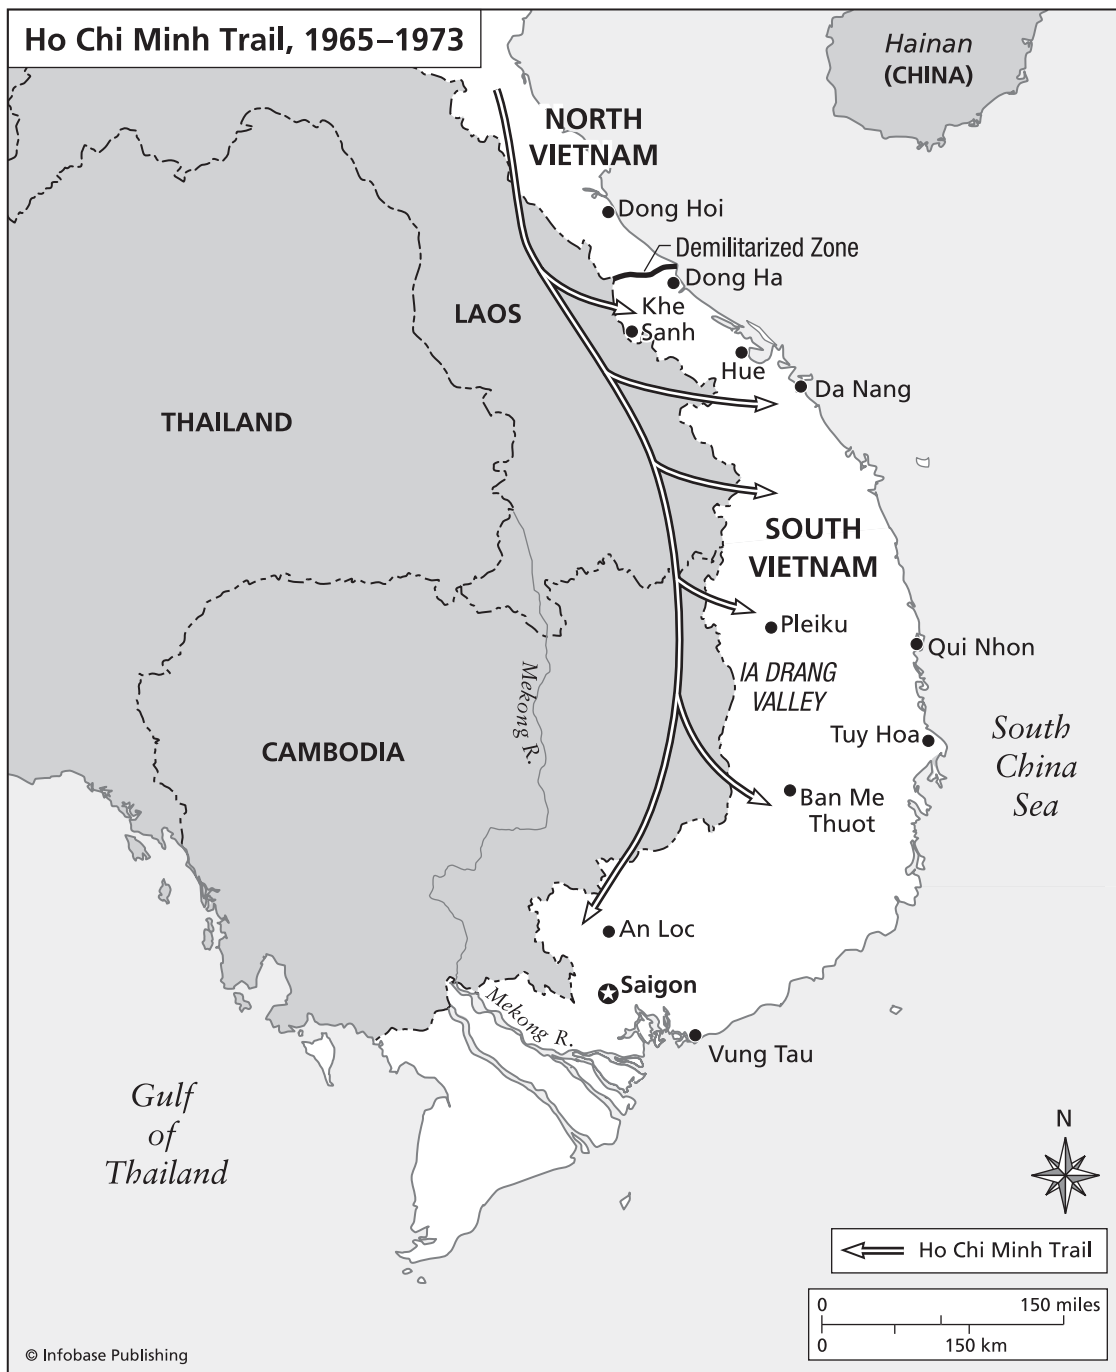 Ho Chi Minh Trail, 1965–1973
Hainan
(CHINA)
NORTH
VIETNAM
Dong Hoi
Demilitarized Zone
Dong Ha
LAOS
Khe
Sanh
Hue
Da Nang
THAILAND
SOUTH
VIETNAM
Pleiku
Qui Nhon
IA DRANG
VALLEY
Mekong R.
Tuy Hoa
South
China
Sea
CAMBODIA
Ban Me
Thuot
An Loc
Saigon
Mekong R.
Vung Tau
Gulf
of
Thailand
N
Ho Chi Minh Trail
0 150 miles
0 150 km
© Infobase Publishing